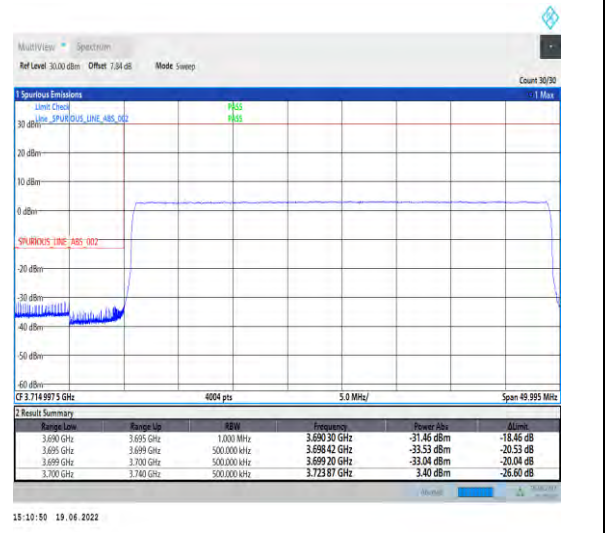 MultiView Spectrum
Ref Level 30.00 dBm Offset 7.84 dB Mode Sweep
Count 30/30
1 Spurious Emissions 1 Max
Limit Check PASS
Line _SPURIOUS_LINE_ABS_002 PASS
30 dBm
20 dBm
10 dBm
0 dBm
_SPURIOUS_LINE_ABS_002
-20 dBm
-30 dBm
-40 dBm
-50 dBm
-60 dBm
CF 3.714 997 5 GHz 4004 pts 5.0 MHz/ Span 49.995 MHz
2 Result Summary
Range Low Range Up RBW Frequency Power Abs ΔLimit
3.690 GHz 3.695 GHz 1.000 MHz 3.690 30 GHz -31.46 dBm -18.46 dB
3.695 GHz 3.699 GHz 500.000 kHz 3.698 42 GHz -33.53 dBm -20.53 dB
3.699 GHz 3.700 GHz 500.000 kHz 3.699 20 GHz -33.04 dBm -20.04 dB
3.700 GHz 3.740 GHz 500.000 kHz 3.723 87 GHz 3.40 dBm -26.60 dB
15:10:50 19.06.2022